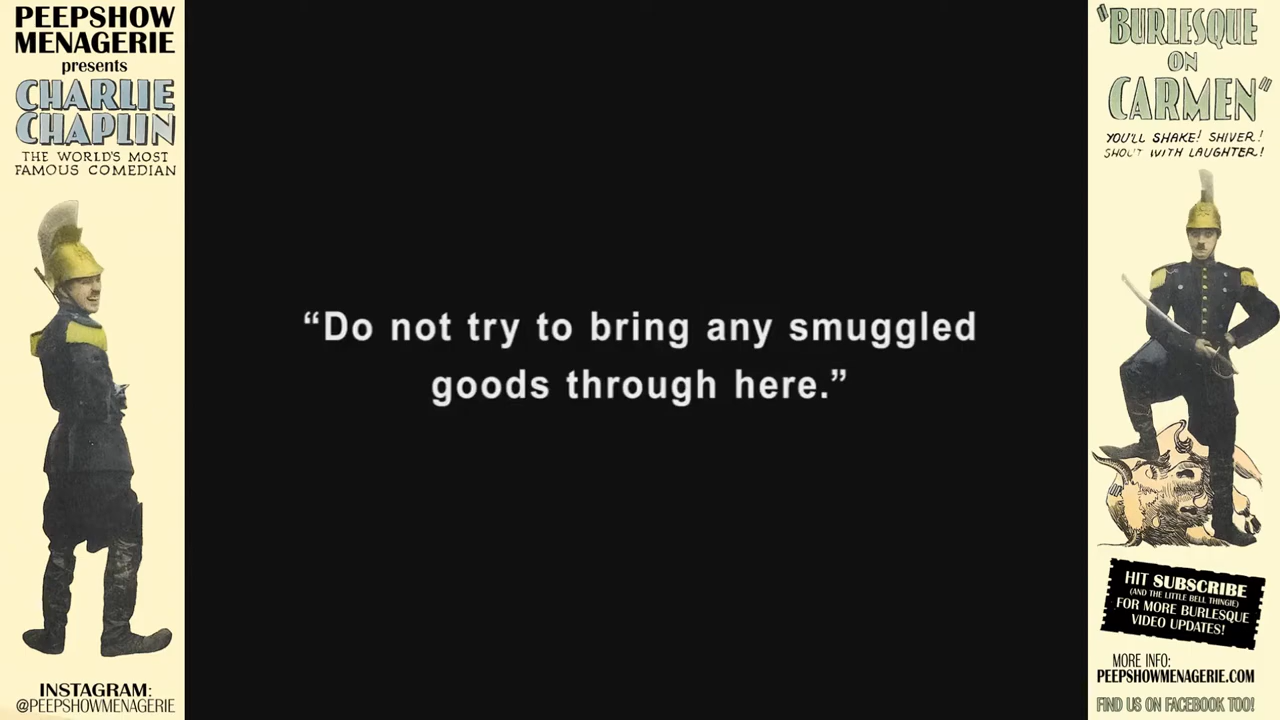 PEEPSHOW
MENAGERIE
presents
CHARLIE
CHAPLIN
THE WORLD'S MOST
FAMOUS COMEDIAN
INSTAGRAM:
@PEEPSHOWMENAGERIE
“Do not try to bring any smuggled
goods through here.”
"BURLESQUE
ON
CARMEN"
YOU'LL SHAKE! SHIVER!
SHOUT WITH LAUGHTER!
HIT SUBSCRIBE
(AND THE LITTLE BELL THINGIE)
FOR MORE BURLESQUE
VIDEO UPDATES!
MORE INFO:
PEEPSHOWMENAGERIE.COM
FIND US ON FACEBOOK TOO!